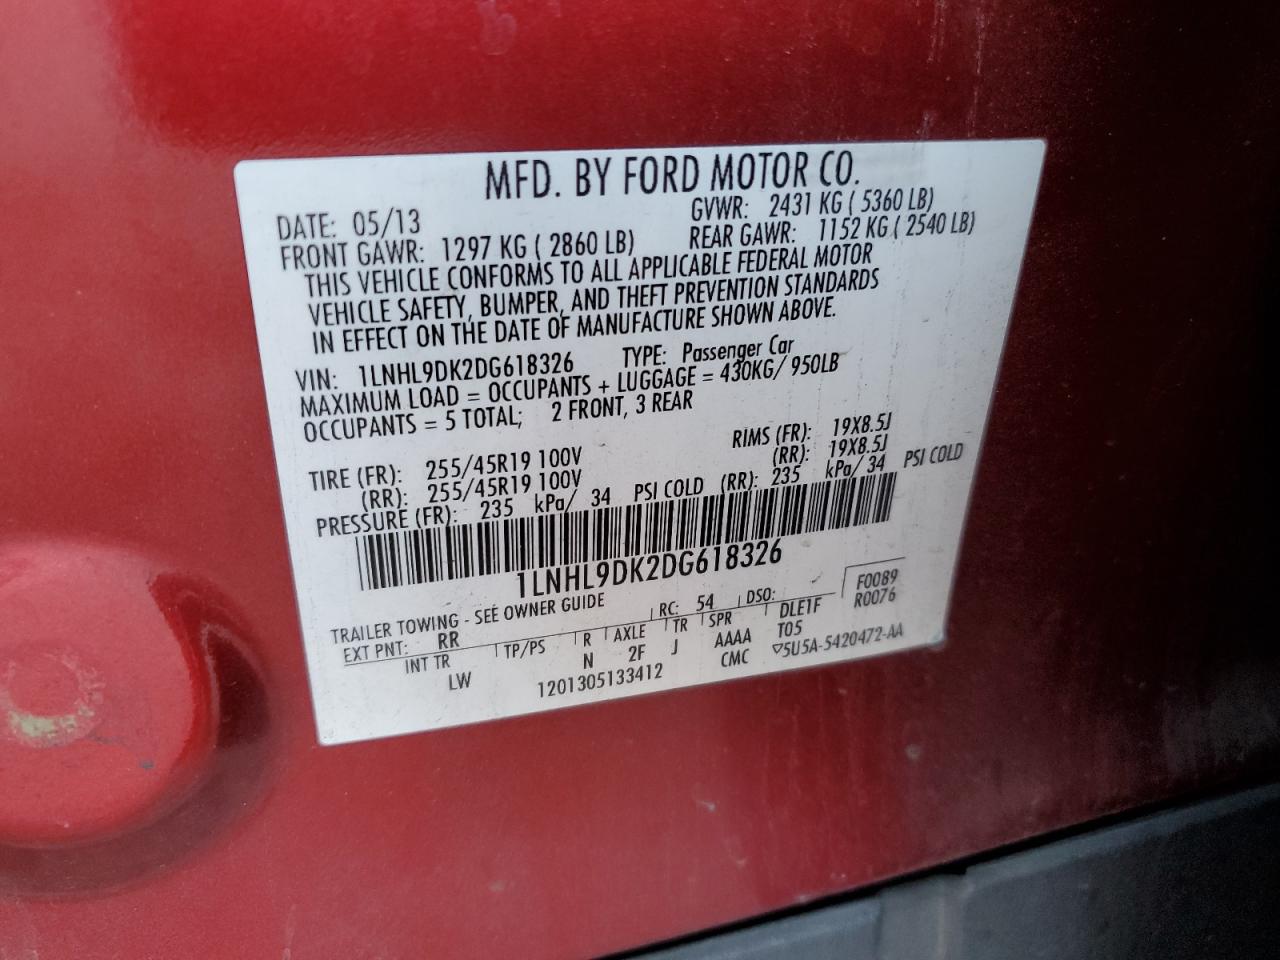 MFD. BY FORD MOTOR CO.
DATE: 05/13 GVWR: 2431 KG ( 5360 LB)
FRONT GAWR: 1297 KG ( 2860 LB) REAR GAWR: 1152 KG ( 2540 LB)
THIS VEHICLE CONFORMS TO ALL APPLICABLE FEDERAL MOTOR
VEHICLE SAFETY, BUMPER, AND THEFT PREVENTION STANDARDS
IN EFFECT ON THE DATE OF MANUFACTURE SHOWN ABOVE.
VIN: 1LNHL9DK2DG618326 TYPE: Passenger Car
MAXIMUM LOAD = OCCUPANTS + LUGGAGE = 430KG/ 950LB
OCCUPANTS = 5 TOTAL; 2 FRONT, 3 REAR
TIRE (FR): 255/45R19 100V RIMS (FR): 19X8.5J
(RR): 255/45R19 100V (RR): 19X8.5J
PRESSURE (FR): 235 kPa/ 34 PSI COLD (RR): 235 kPa/ 34 PSI COLD
1LNHL9DK2DG618326
TRAILER TOWING - SEE OWNER GUIDE
EXT PNT: RR RC: 54 DSO: F0089
R0076
INT TR TP/PS R AXLE TR SPR DLE1F
LW N 2F J AAAA T05
1201305133412 CMC ▽5U5A-5420472-AA